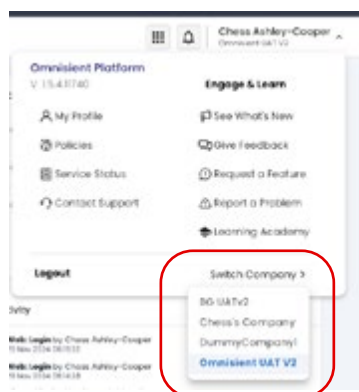 Chess Ashley-Cooper
Omnisient UAT V2
Omnisient Platform
Engage & Learn
My Profile
See What's New
Policies
Give Feedback
Service Status
Request a Feature
Contact Support
Report a Problem
Learning Academy
Logout
Switch Company >
BG UATv2
Chess's Company
DummyCompany1
Omnisient UAT V2
Web: Login by Chess Ashley-Cooper
Web: Login by Chess Ashley-Cooper